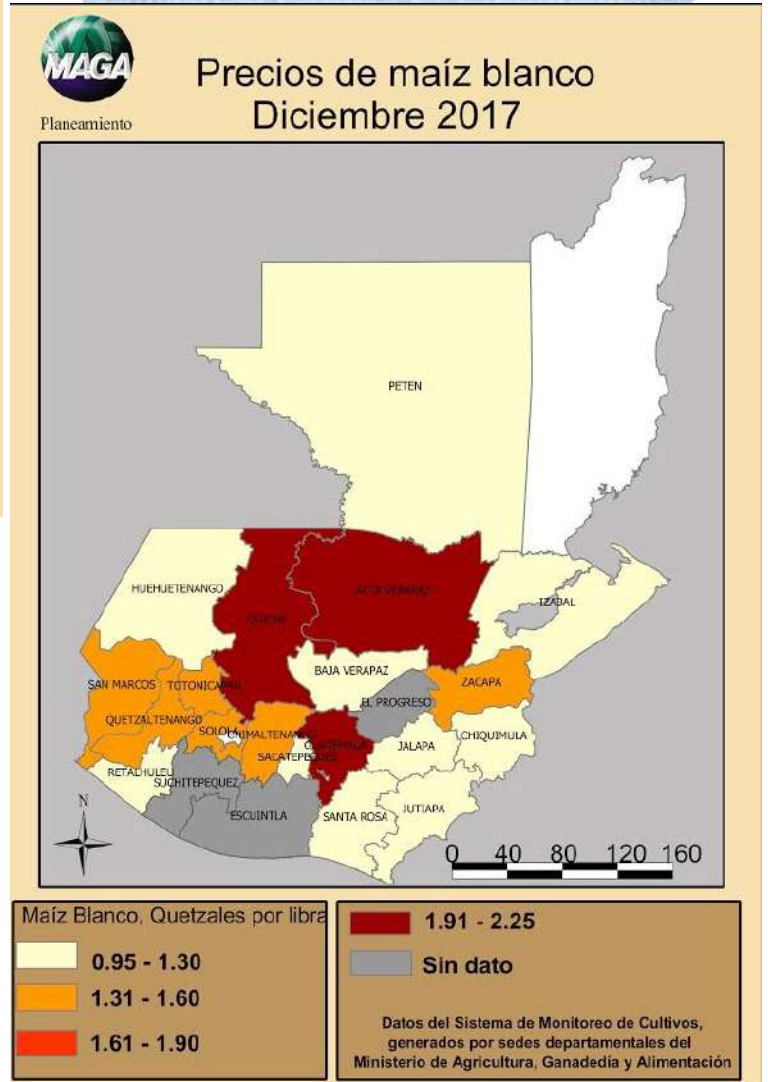 MAGA
Planeamiento
Precios de maíz blanco
Diciembre 2017
PETEN
HUEHUETENANGO
QUICHE
ALTA VERAPAZ
IZABAL
BAJA VERAPAZ
SAN MARCOS
TOTONICAPAN
ZACAPA
EL PROGRESO
QUETZALTENANGO
SOLOLA
CHIMALTENANGO
GUATEMALA
JALAPA
CHIQUIMULA
SACATEPEQUEZ
RETALHULEU
SUCHITEPEQUEZ
ESCUINTLA
SANTA ROSA
JUTIAPA
N
0 40 80 120 160
Maíz Blanco, Quetzales por libra
0.95 - 1.30
1.31 - 1.60
1.61 - 1.90
1.91 - 2.25
Sin dato
Datos del Sistema de Monitoreo de Cultivos,
generados por sedes departamentales del
Ministerio de Agricultura, Ganadedía y Alimentación